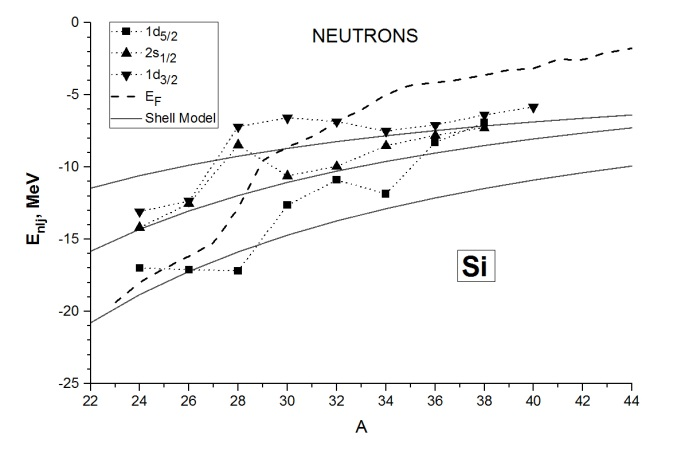 NEUTRONS
1d5/2
2s1/2
1d3/2
EF
Shell Model
0
-5
-10
-15
-20
-25
Enlj, MeV
Si
22 24 26 28 30 32 34 36 38 40 42 44
A